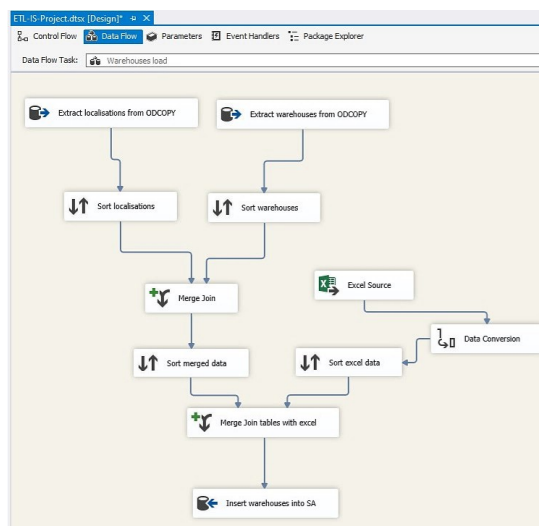 ETL-IS-Project.dtsx [Design]*
Control Flow Data Flow Parameters Event Handlers Package Explorer
Data Flow Task: Warehouses load
Extract localisations from ODCOPY
Extract warehouses from ODCOPY
Sort localisations
Sort warehouses
Merge Join
Excel Source
Data Conversion
Sort merged data
Sort excel data
Merge Join tables with excel
Insert warehouses into SA